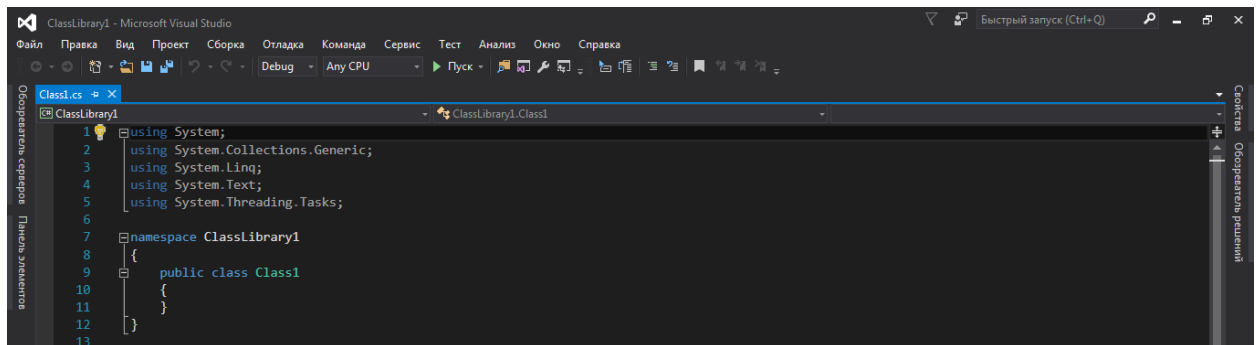 ClassLibrary1 - Microsoft Visual Studio
Быстрый запуск (Ctrl+Q)
Файл Правка Вид Проект Сборка Отладка Команда Сервис Тест Анализ Окно Справка
Debug Any CPU Пуск
Class1.cs
ClassLibrary1 ClassLibrary1.Class1
1 using System;
2 using System.Collections.Generic;
3 using System.Linq;
4 using System.Text;
5 using System.Threading.Tasks;
6
7 namespace ClassLibrary1
8 {
9 public class Class1
10 {
11 }
12 }
13
Обозреватель серверов
Панель элементов
Свойства
Обозреватель решений